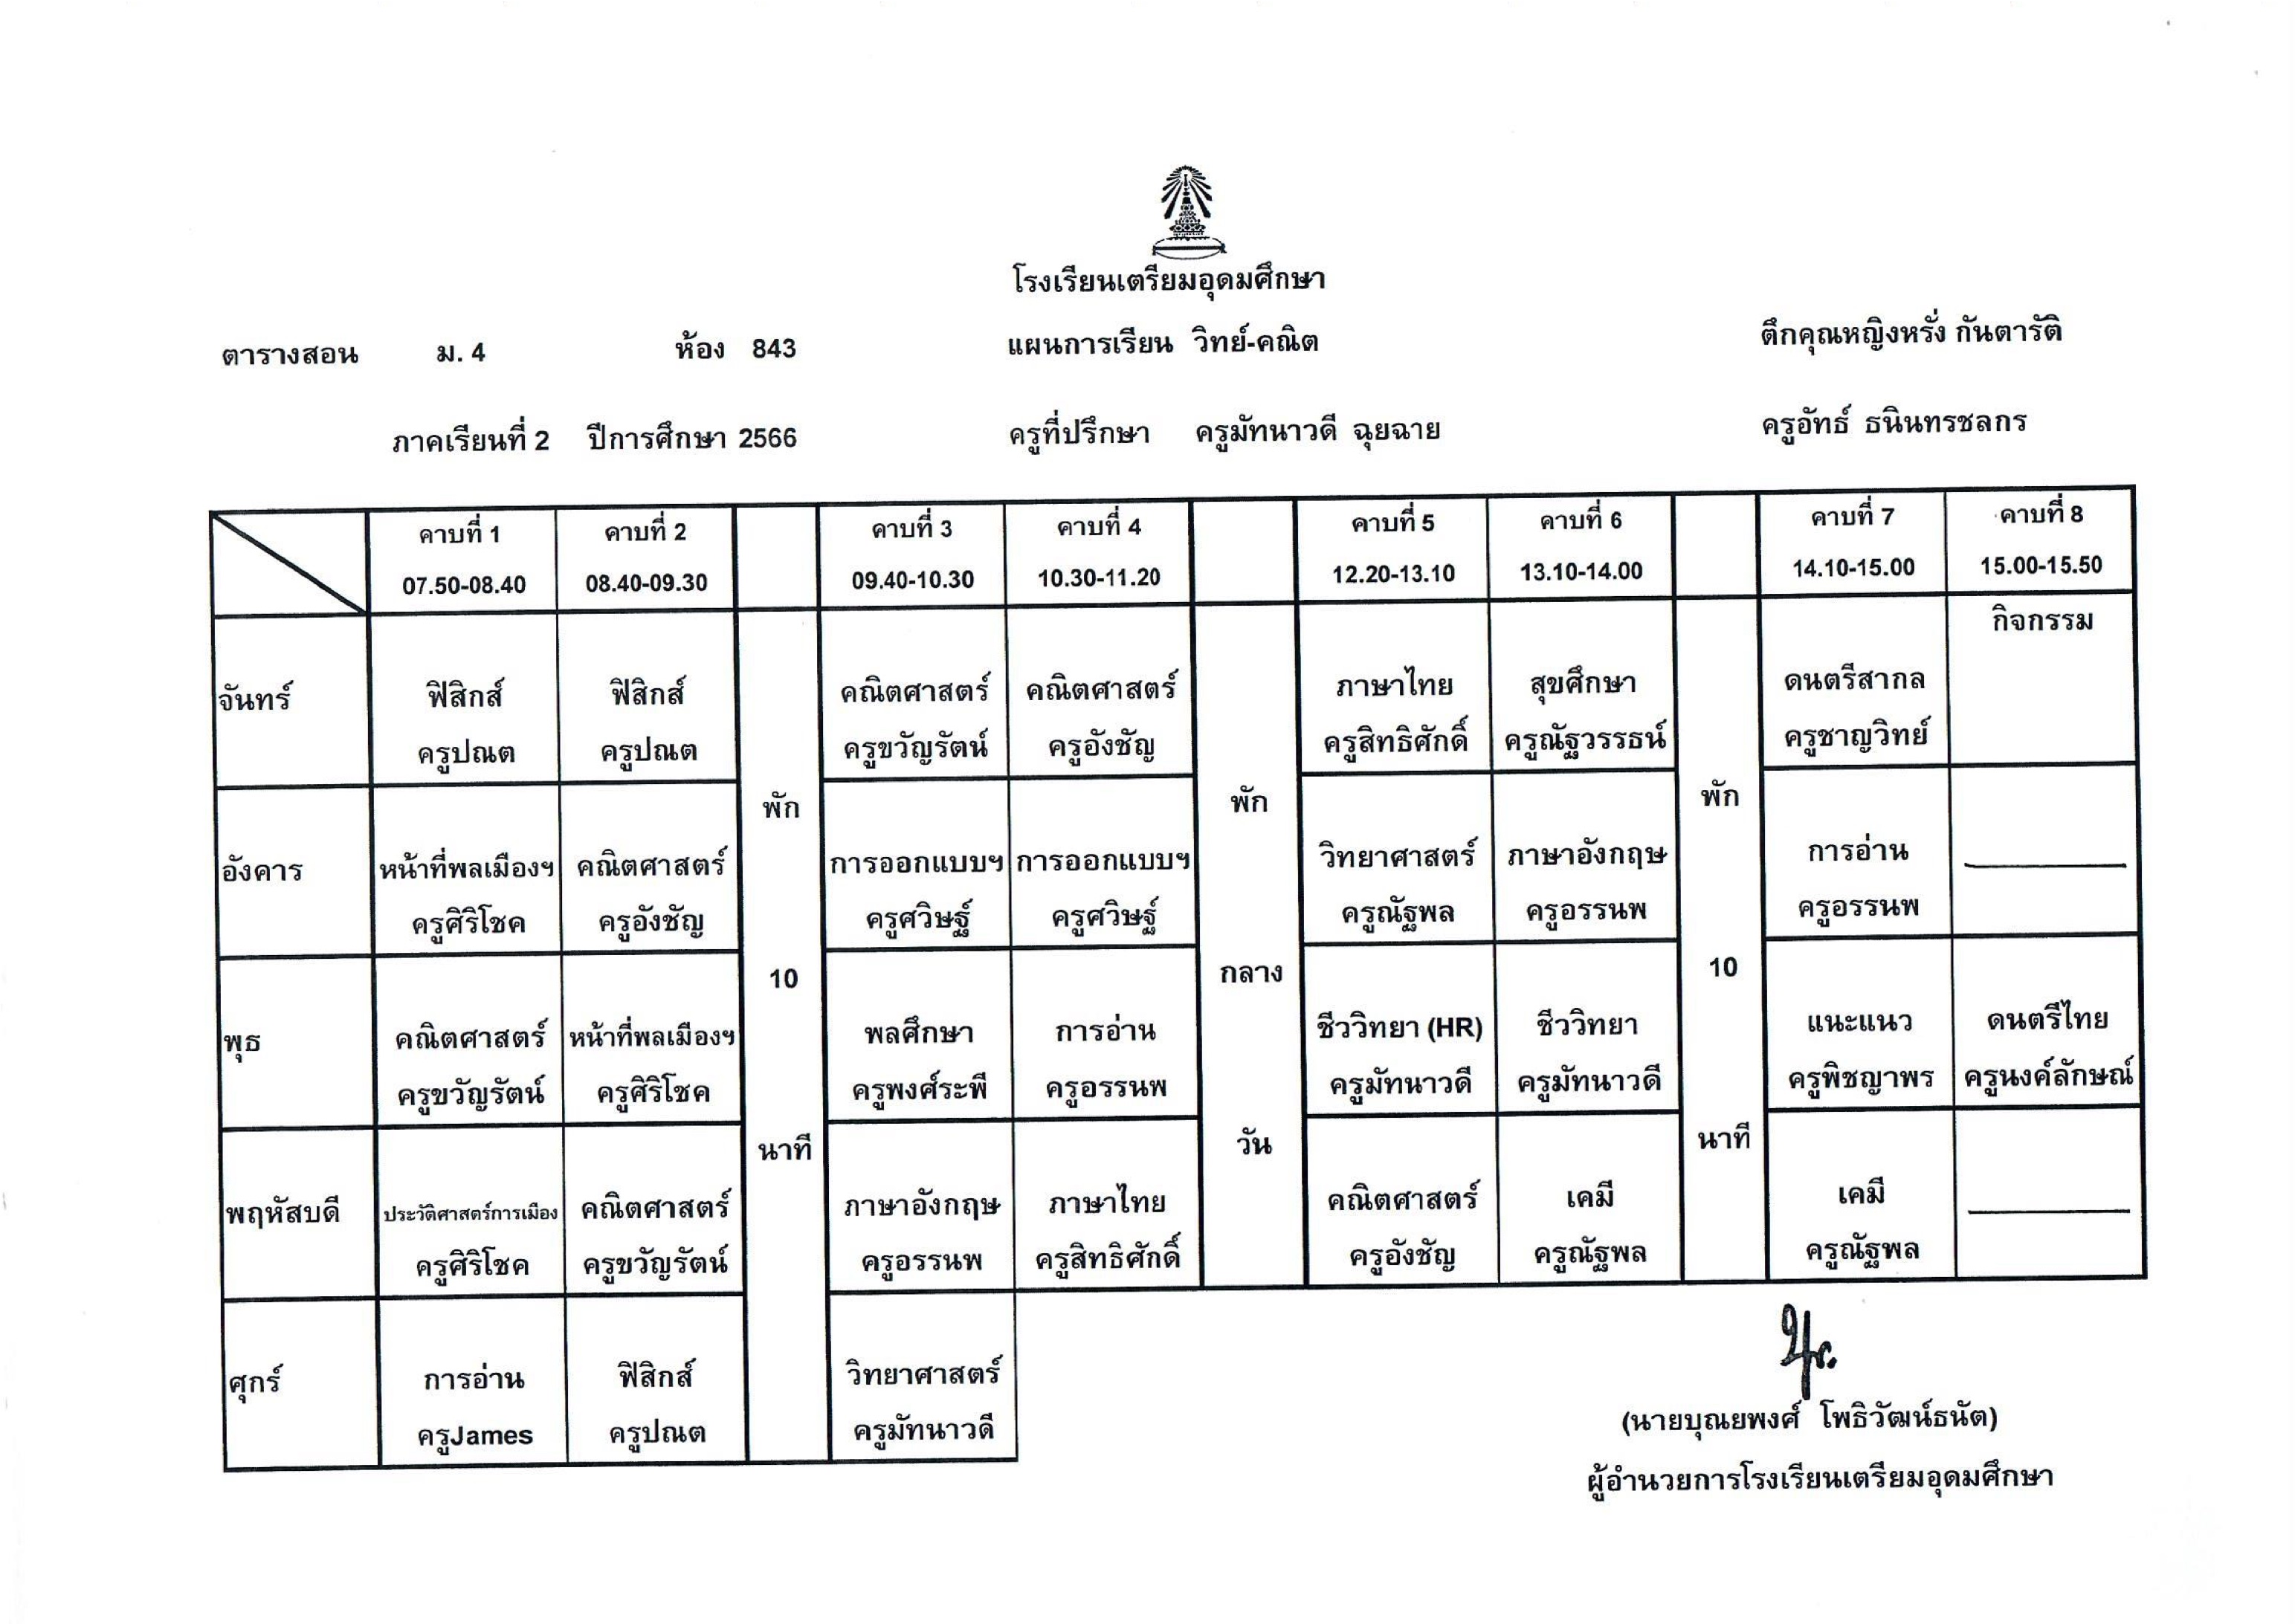 โรงเรียนเตรียมอุดมศึกษา
ตารางสอน ม. 4 ห้อง 843 แผนการเรียน วิทย์-คณิต ตึกคุณหญิงหรั่ง กันตารัติ
ภาคเรียนที่ 2 ปีการศึกษา 2566 ครูที่ปรึกษา ครูมัทนาวดี ฉุยฉาย ครูอัทธ์ ธนินทรชลกร
คาบที่ 1 คาบที่ 2 คาบที่ 3 คาบที่ 4 คาบที่ 5 คาบที่ 6 คาบที่ 7 คาบที่ 8
07.50-08.40 08.40-09.30 09.40-10.30 10.30-11.20 12.20-13.10 13.10-14.00 14.10-15.00 15.00-15.50
กิจกรรม
จันทร์ ฟิสิกส์ ฟิสิกส์ คณิตศาสตร์ คณิตศาสตร์ ภาษาไทย สุขศึกษา ดนตรีสากล
ครูปณต ครูปณต ครูขวัญรัตน์ ครูอังชัญ ครูสิทธิศักดิ์ ครูณัฐวรรธน์ ครูชาญวิทย์
พัก พัก พัก
อังคาร หน้าที่พลเมืองฯ คณิตศาสตร์ การออกแบบฯ การออกแบบฯ วิทยาศาสตร์ ภาษาอังกฤษ การอ่าน
ครูศิริโชค ครูอังชัญ ครูศวิษฐ์ ครูศวิษฐ์ ครูณัฐพล ครูอรรนพ ครูอรรนพ
10 กลาง 10
พุธ คณิตศาสตร์ หน้าที่พลเมืองฯ พลศึกษา การอ่าน ชีววิทยา (HR) ชีววิทยา แนะแนว ดนตรีไทย
ครูขวัญรัตน์ ครูศิริโชค ครูพงศ์ระพี ครูอรรนพ ครูมัทนาวดี ครูมัทนาวดี ครูพิชญาพร ครูนงค์ลักษณ์
นาที วัน นาที
พฤหัสบดี ประวัติศาสตร์การเมือง คณิตศาสตร์ ภาษาอังกฤษ ภาษาไทย คณิตศาสตร์ เคมี เคมี
ครูศิริโชค ครูขวัญรัตน์ ครูอรรนพ ครูสิทธิศักดิ์ ครูอังชัญ ครูณัฐพล ครูณัฐพล
ศุกร์ การอ่าน ฟิสิกส์ วิทยาศาสตร์
ครูJames ครูปณต ครูมัทนาวดี
(นายบุณยพงศ์ โพธิวัฒน์ธนัต)
ผู้อำนวยการโรงเรียนเตรียมอุดมศึกษา